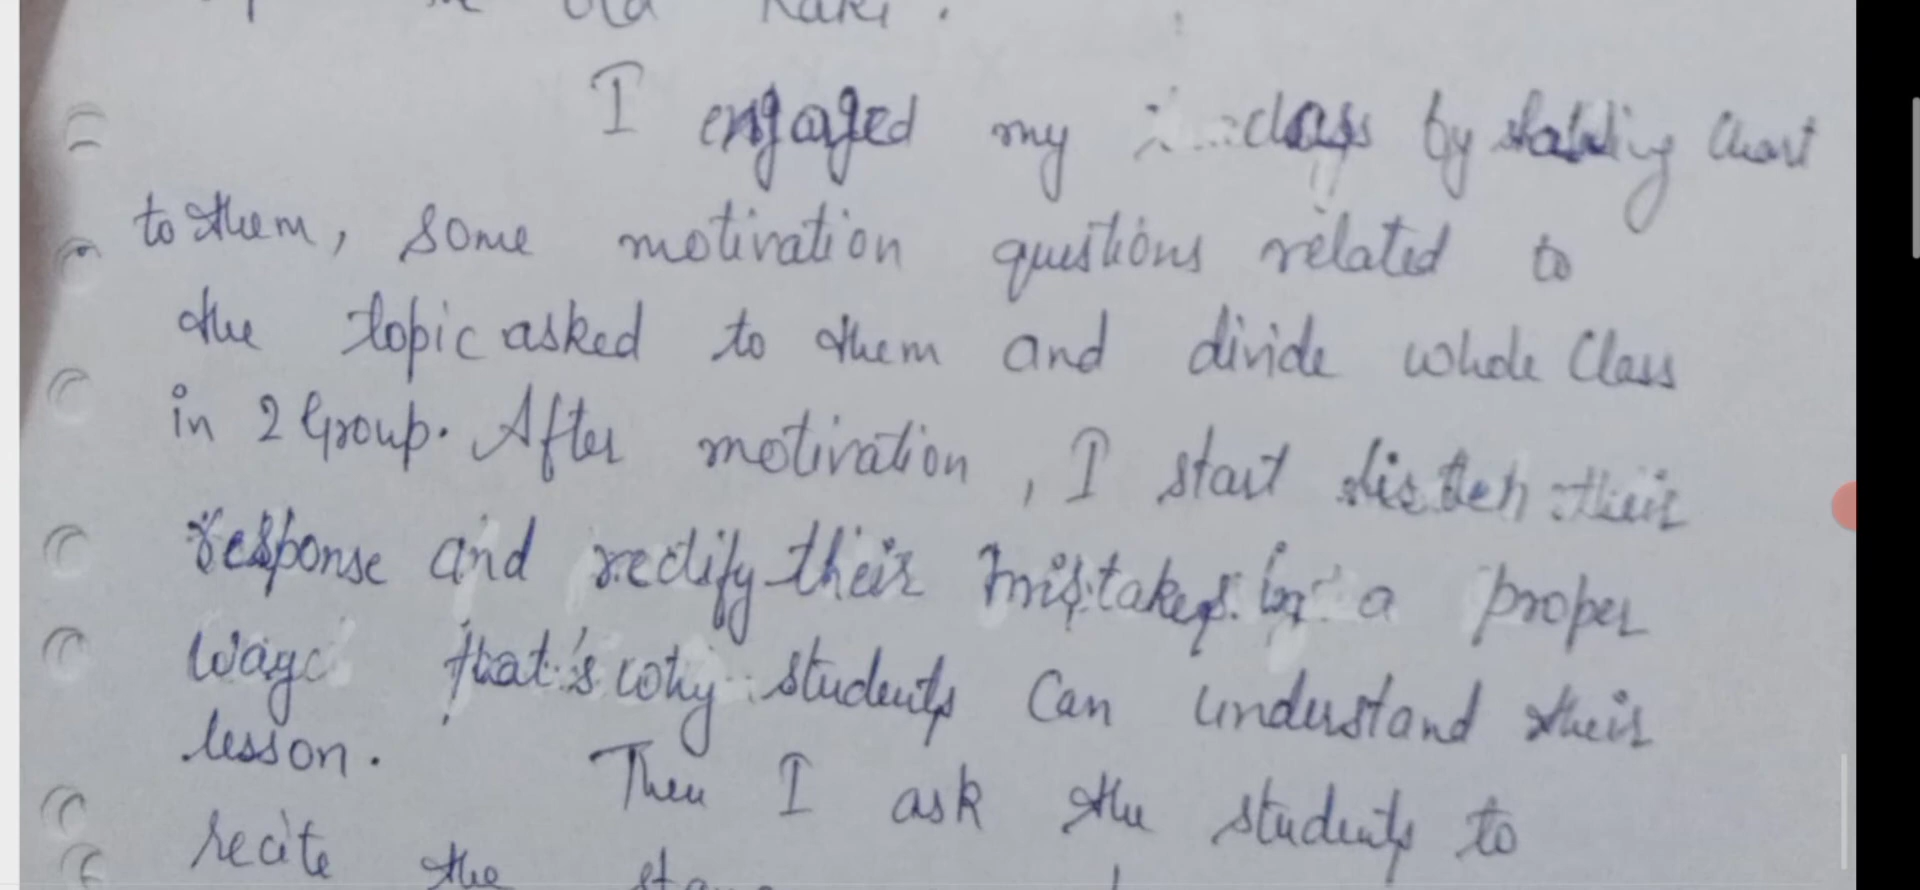 old Kaki.
I engaged my class by chart
to them, some motivation questions related to
the topic asked to them and divide whole Class
in 2 Group. After motivation, I start listen their
response and rectify their mistakes in a proper
way that's why students can understand their
lesson. Then I ask the students to
recite the